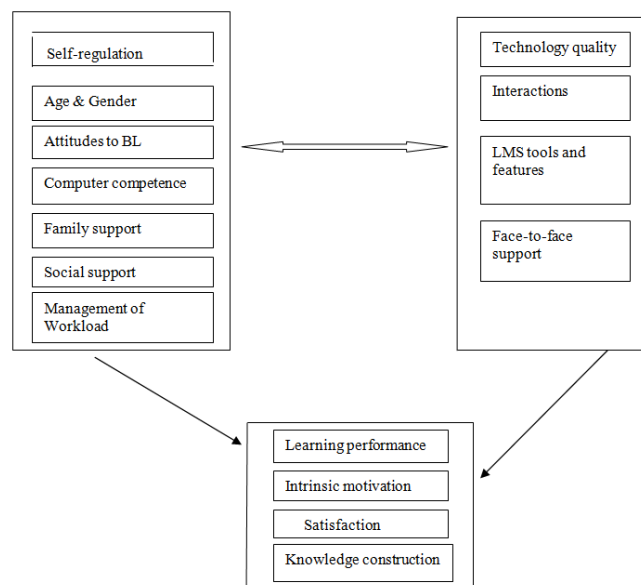 Self-regulation
Age & Gender
Attitudes to BL
Computer competence
Family support
Social support
Management of
Workload
Technology quality
Interactions
LMS tools and
features
Face-to-face
support
Learning performance
Intrinsic motivation
Satisfaction
Knowledge construction